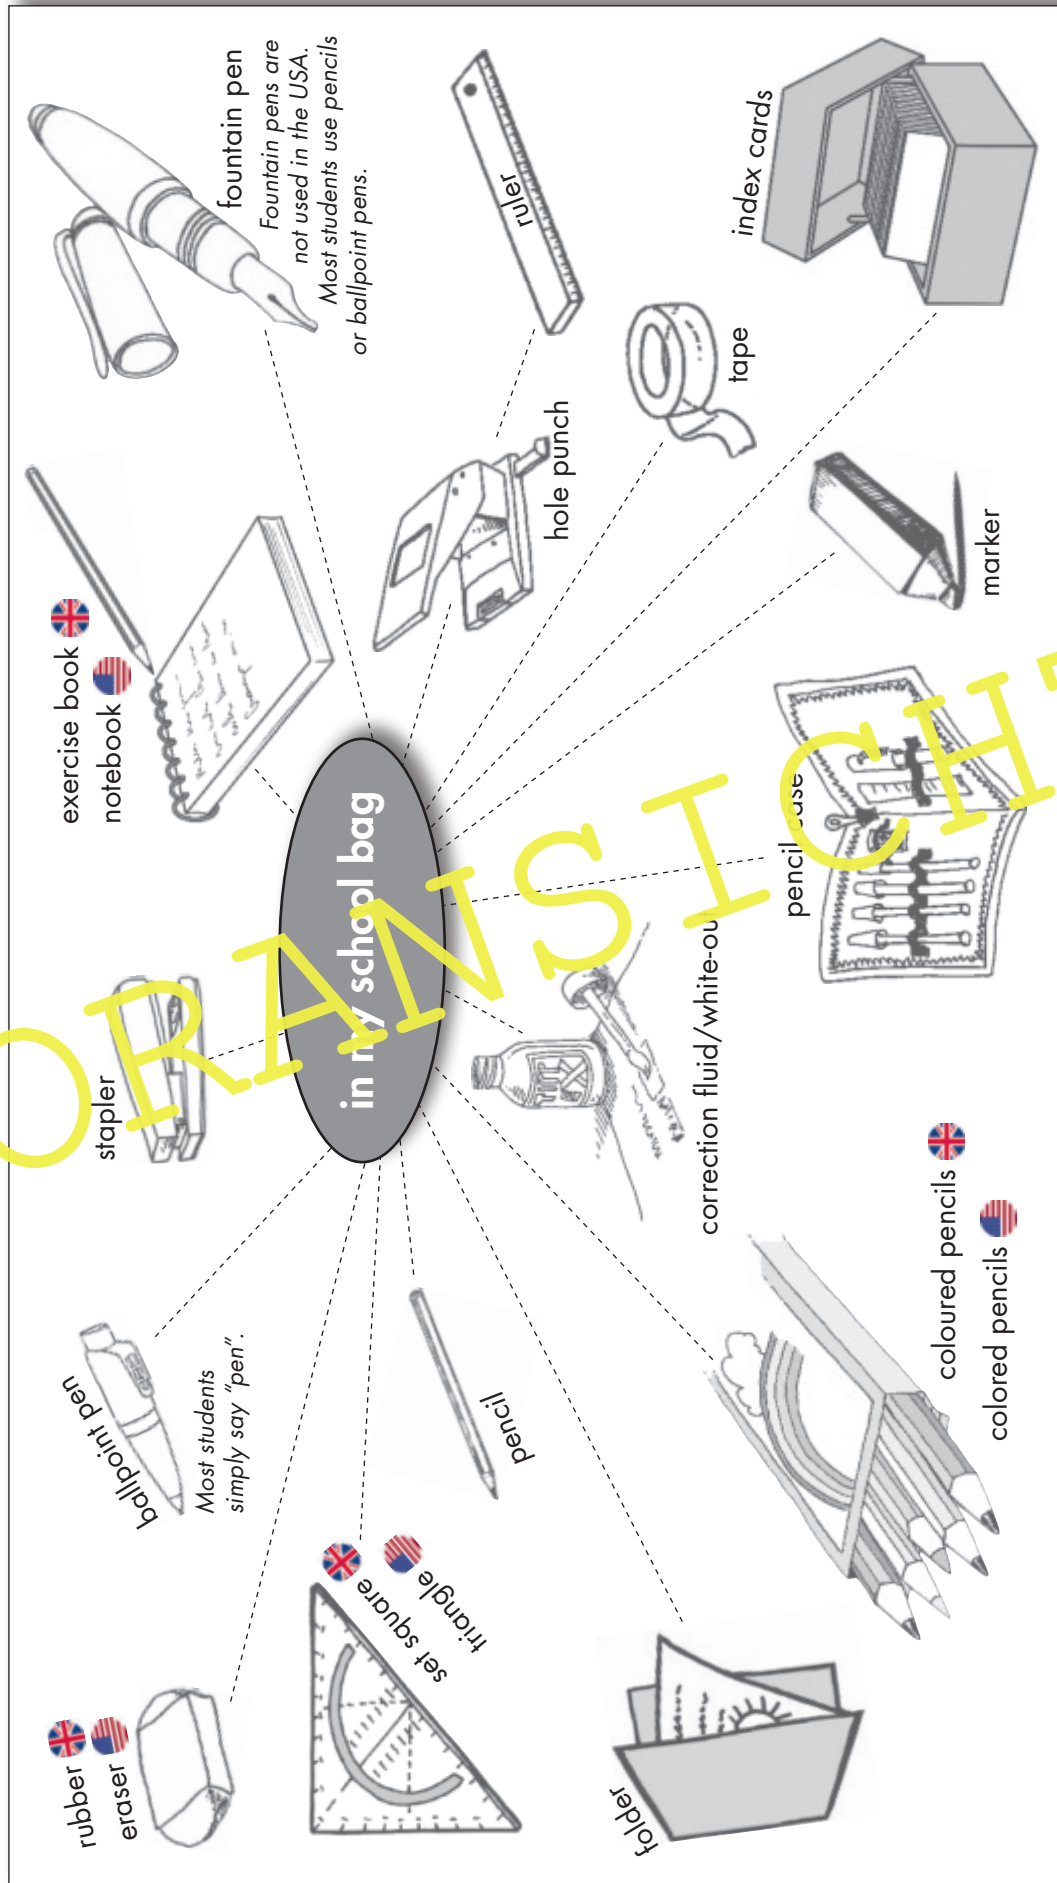 rubber
eraser
ballpoint pen
Most students
simply say “pen”.
stapler
exercise book
notebook
fountain pen
Fountain pens are
not used in the USA.
Most students use pencils
or ballpoint pens.
set square
triangle
pencil
in my school bag
hole punch
ruler
folder
correction fluid/white-out
tape
coloured pencils
colored pencils
pencil case
marker
index cards
ORANSICHT